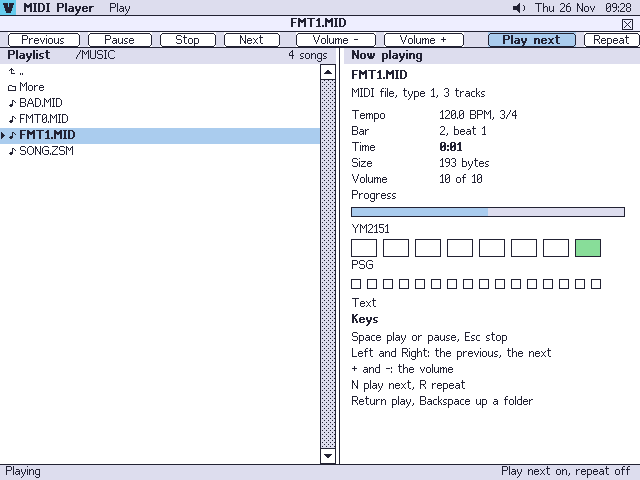 MIDI Player Play Thu 26 Nov 09:28
FMT1.MID
Previous Pause Stop Next Volume - Volume + Play next Repeat
Playlist /MUSIC 4 songs
..
More
BAD.MID
FMT0.MID
FMT1.MID
SONG.ZSM
Now playing
FMT1.MID
MIDI file, type 1, 3 tracks
Tempo 120.0 BPM, 3/4
Bar 2, beat 1
Time 0:01
Size 193 bytes
Volume 10 of 10
Progress
YM2151
PSG
Text
Keys
Space play or pause, Esc stop
Left and Right: the previous, the next
+ and -: the volume
N play next, R repeat
Return play, Backspace up a folder
Playing Play next on, repeat off